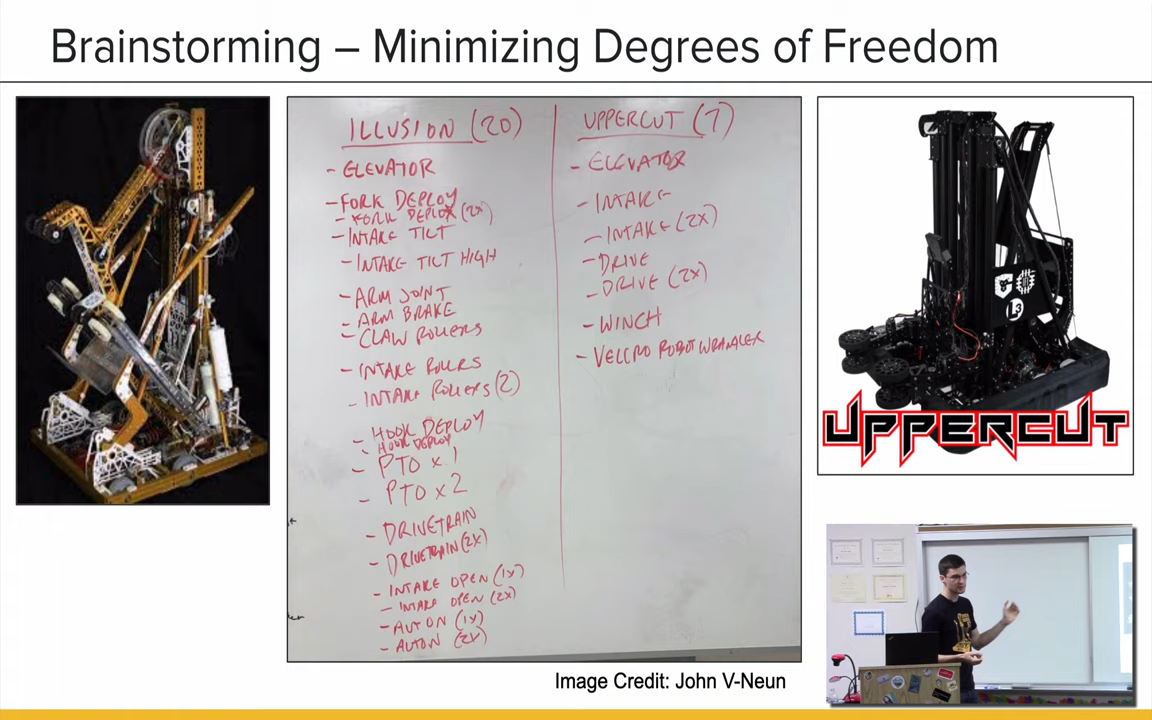 Brainstorming – Minimizing Degrees of Freedom
ILLUSION (20)
- ELEVATOR
- FORK DEPLOY
- FORK DEPLOY (2x)
- INTAKE TILT
- INTAKE TILT HIGH
- ARM JOINT
- ARM BRAKE
- CLAW ROLLERS
- INTAKE ROLLERS
- INTAKE ROLLERS (2)
- HOOK DEPLOY
- HOOK DEPLOY
- PTO x 1
- PTO x 2
- DRIVETRAIN
- DRIVETRAIN (2x)
- INTAKE OPEN (1x)
- INTAKE OPEN (2x)
- AUTON (1x)
- AUTON (2x)
UPPERCUT (7)
- ELEVATOR
- INTAKE
- INTAKE (2X)
- DRIVE
- DRIVE (2x)
- WINCH
- VELCRO ROBOT WRANGLER
L3
UPPERCUT
Image Credit: John V-Neun